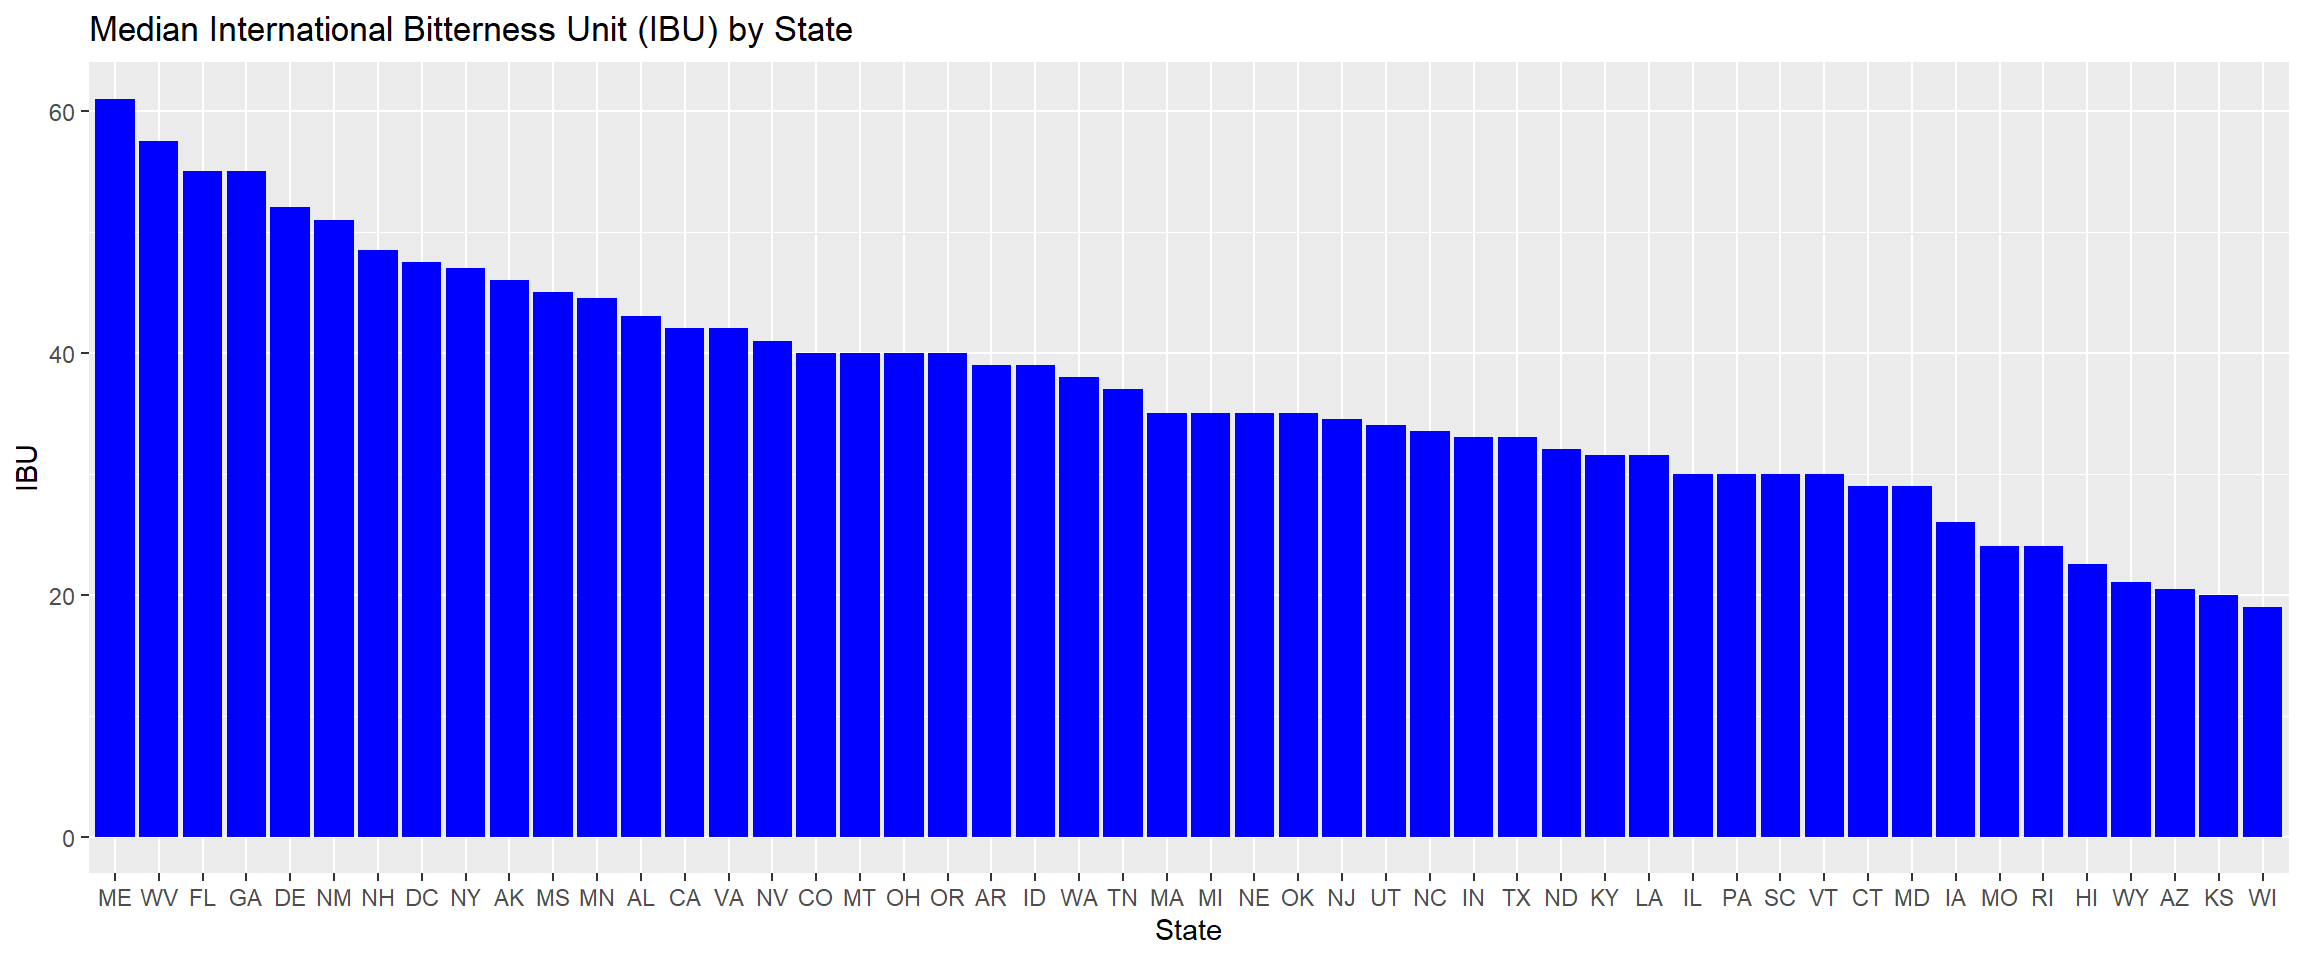 Median International Bitterness Unit (IBU) by State
60
40
20
0
IBU
ME WV FL GA DE NM NH DC NY AK MS MN AL CA VA NV CO MT OH OR AR ID WA TN MA MI NE OK NJ UT NC IN TX ND KY LA IL PA SC VT CT MD IA MO RI HI WY AZ KS WI
State